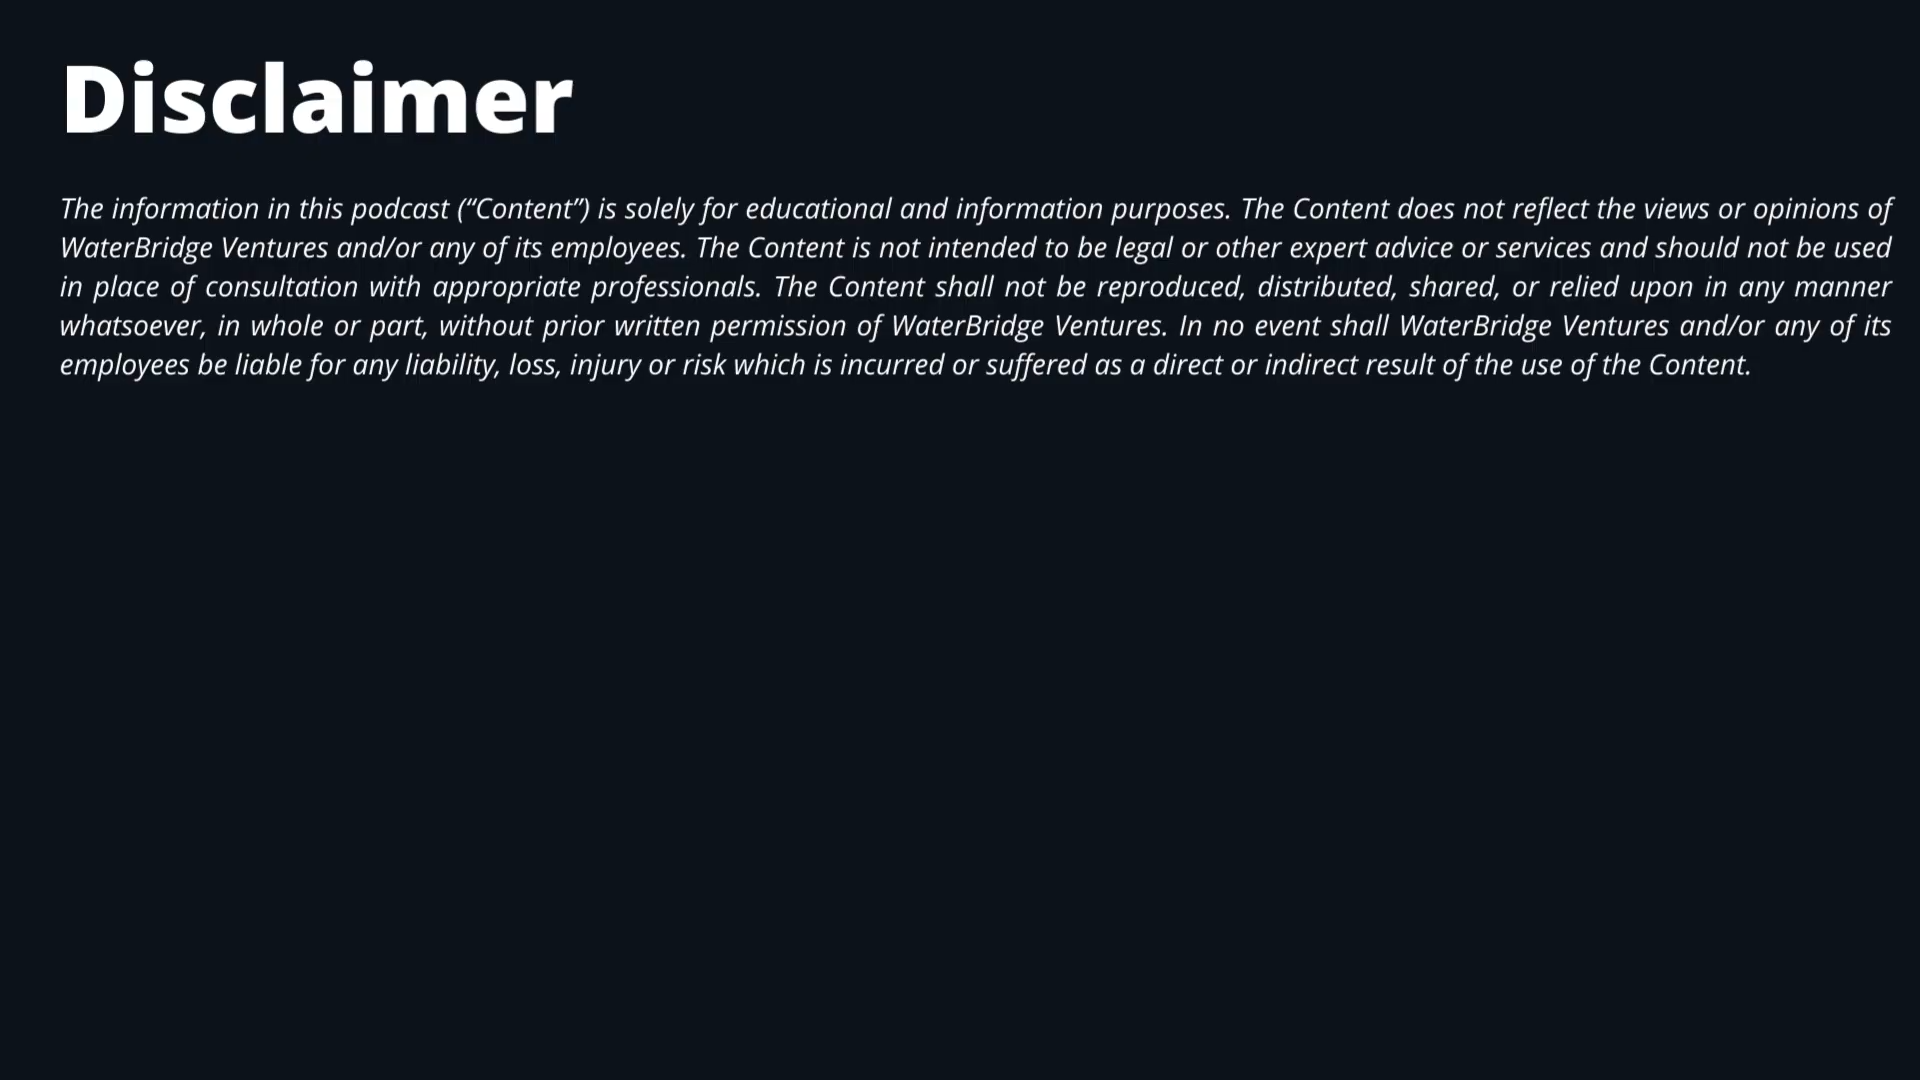 Disclaimer
The information in this podcast (“Content”) is solely for educational and information purposes. The Content does not reflect the views or opinions of
WaterBridge Ventures and/or any of its employees. The Content is not intended to be legal or other expert advice or services and should not be used
in place of consultation with appropriate professionals. The Content shall not be reproduced, distributed, shared, or relied upon in any manner
whatsoever, in whole or part, without prior written permission of WaterBridge Ventures. In no event shall WaterBridge Ventures and/or any of its
employees be liable for any liability, loss, injury or risk which is incurred or suffered as a direct or indirect result of the use of the Content.